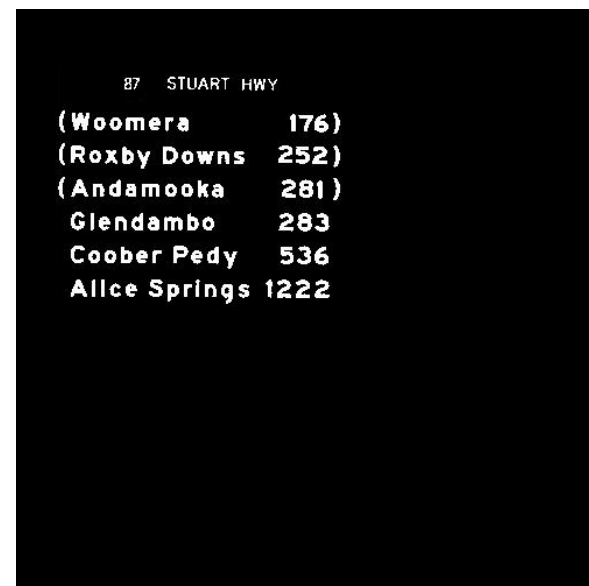 87 STUART HWY
(Woomera 176)
(Roxby Downs 252)
(Andamooka 281)
Glendambo 283
Coober Pedy 536
Alice Springs 1222